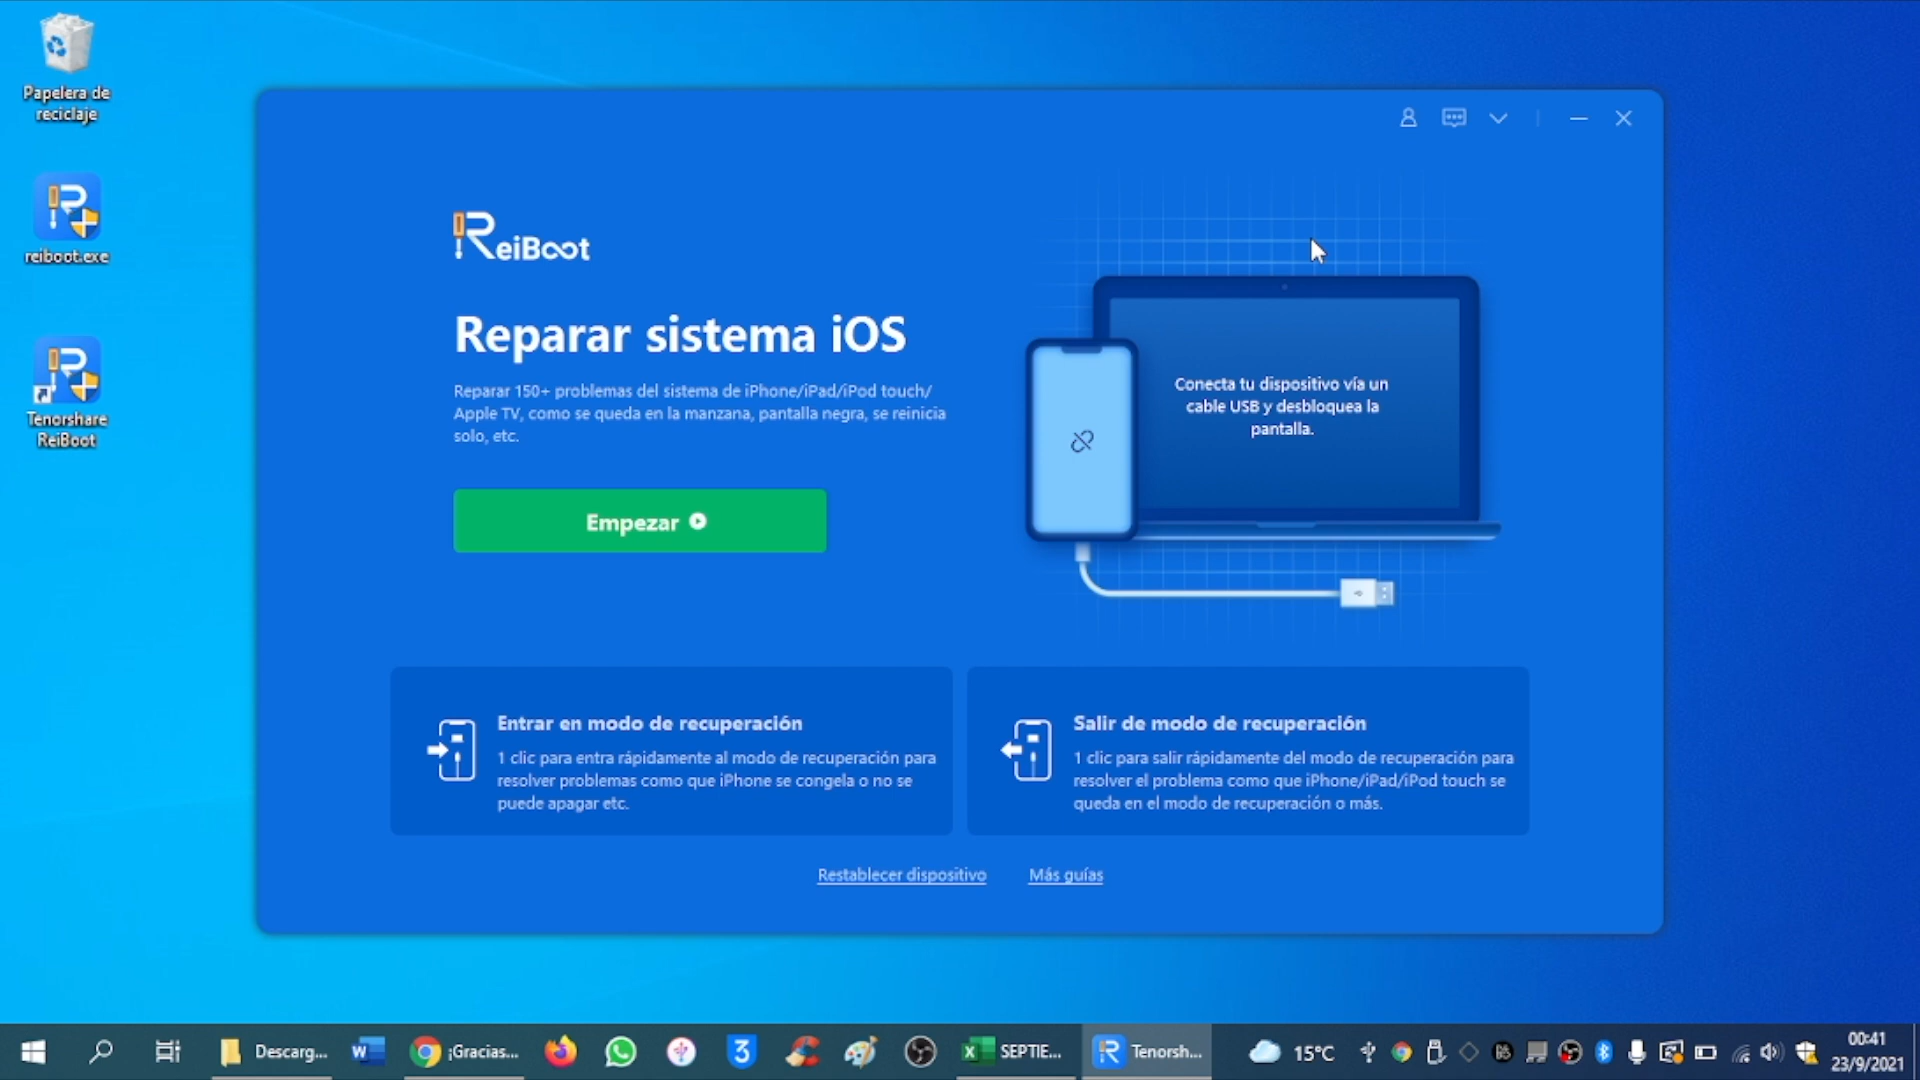 Papelera de
reciclaje
reiboot.exe
Tenorshare
ReiBoot
ReiBoot
Reparar sistema iOS
Reparar 150+ problemas del sistema de iPhone/iPad/iPod touch/
Apple TV, como se queda en la manzana, pantalla negra, se reinicia
solo, etc.
Empezar
Conecta tu dispositivo vía un
cable USB y desbloquea la
pantalla.
Entrar en modo de recuperación
1 clic para entra rápidamente al modo de recuperación para
resolver problemas como que iPhone se congela o no se
puede apagar etc.
Salir de modo de recuperación
1 clic para salir rápidamente del modo de recuperación para
resolver el problema como que iPhone/iPad/iPod touch se
queda en el modo de recuperación o más.
Restablecer dispositivo
Más guías
Descarg...
¡Gracias...
3
SEPTIE...
Tenorsh...
15°C
00:41
23/9/2021